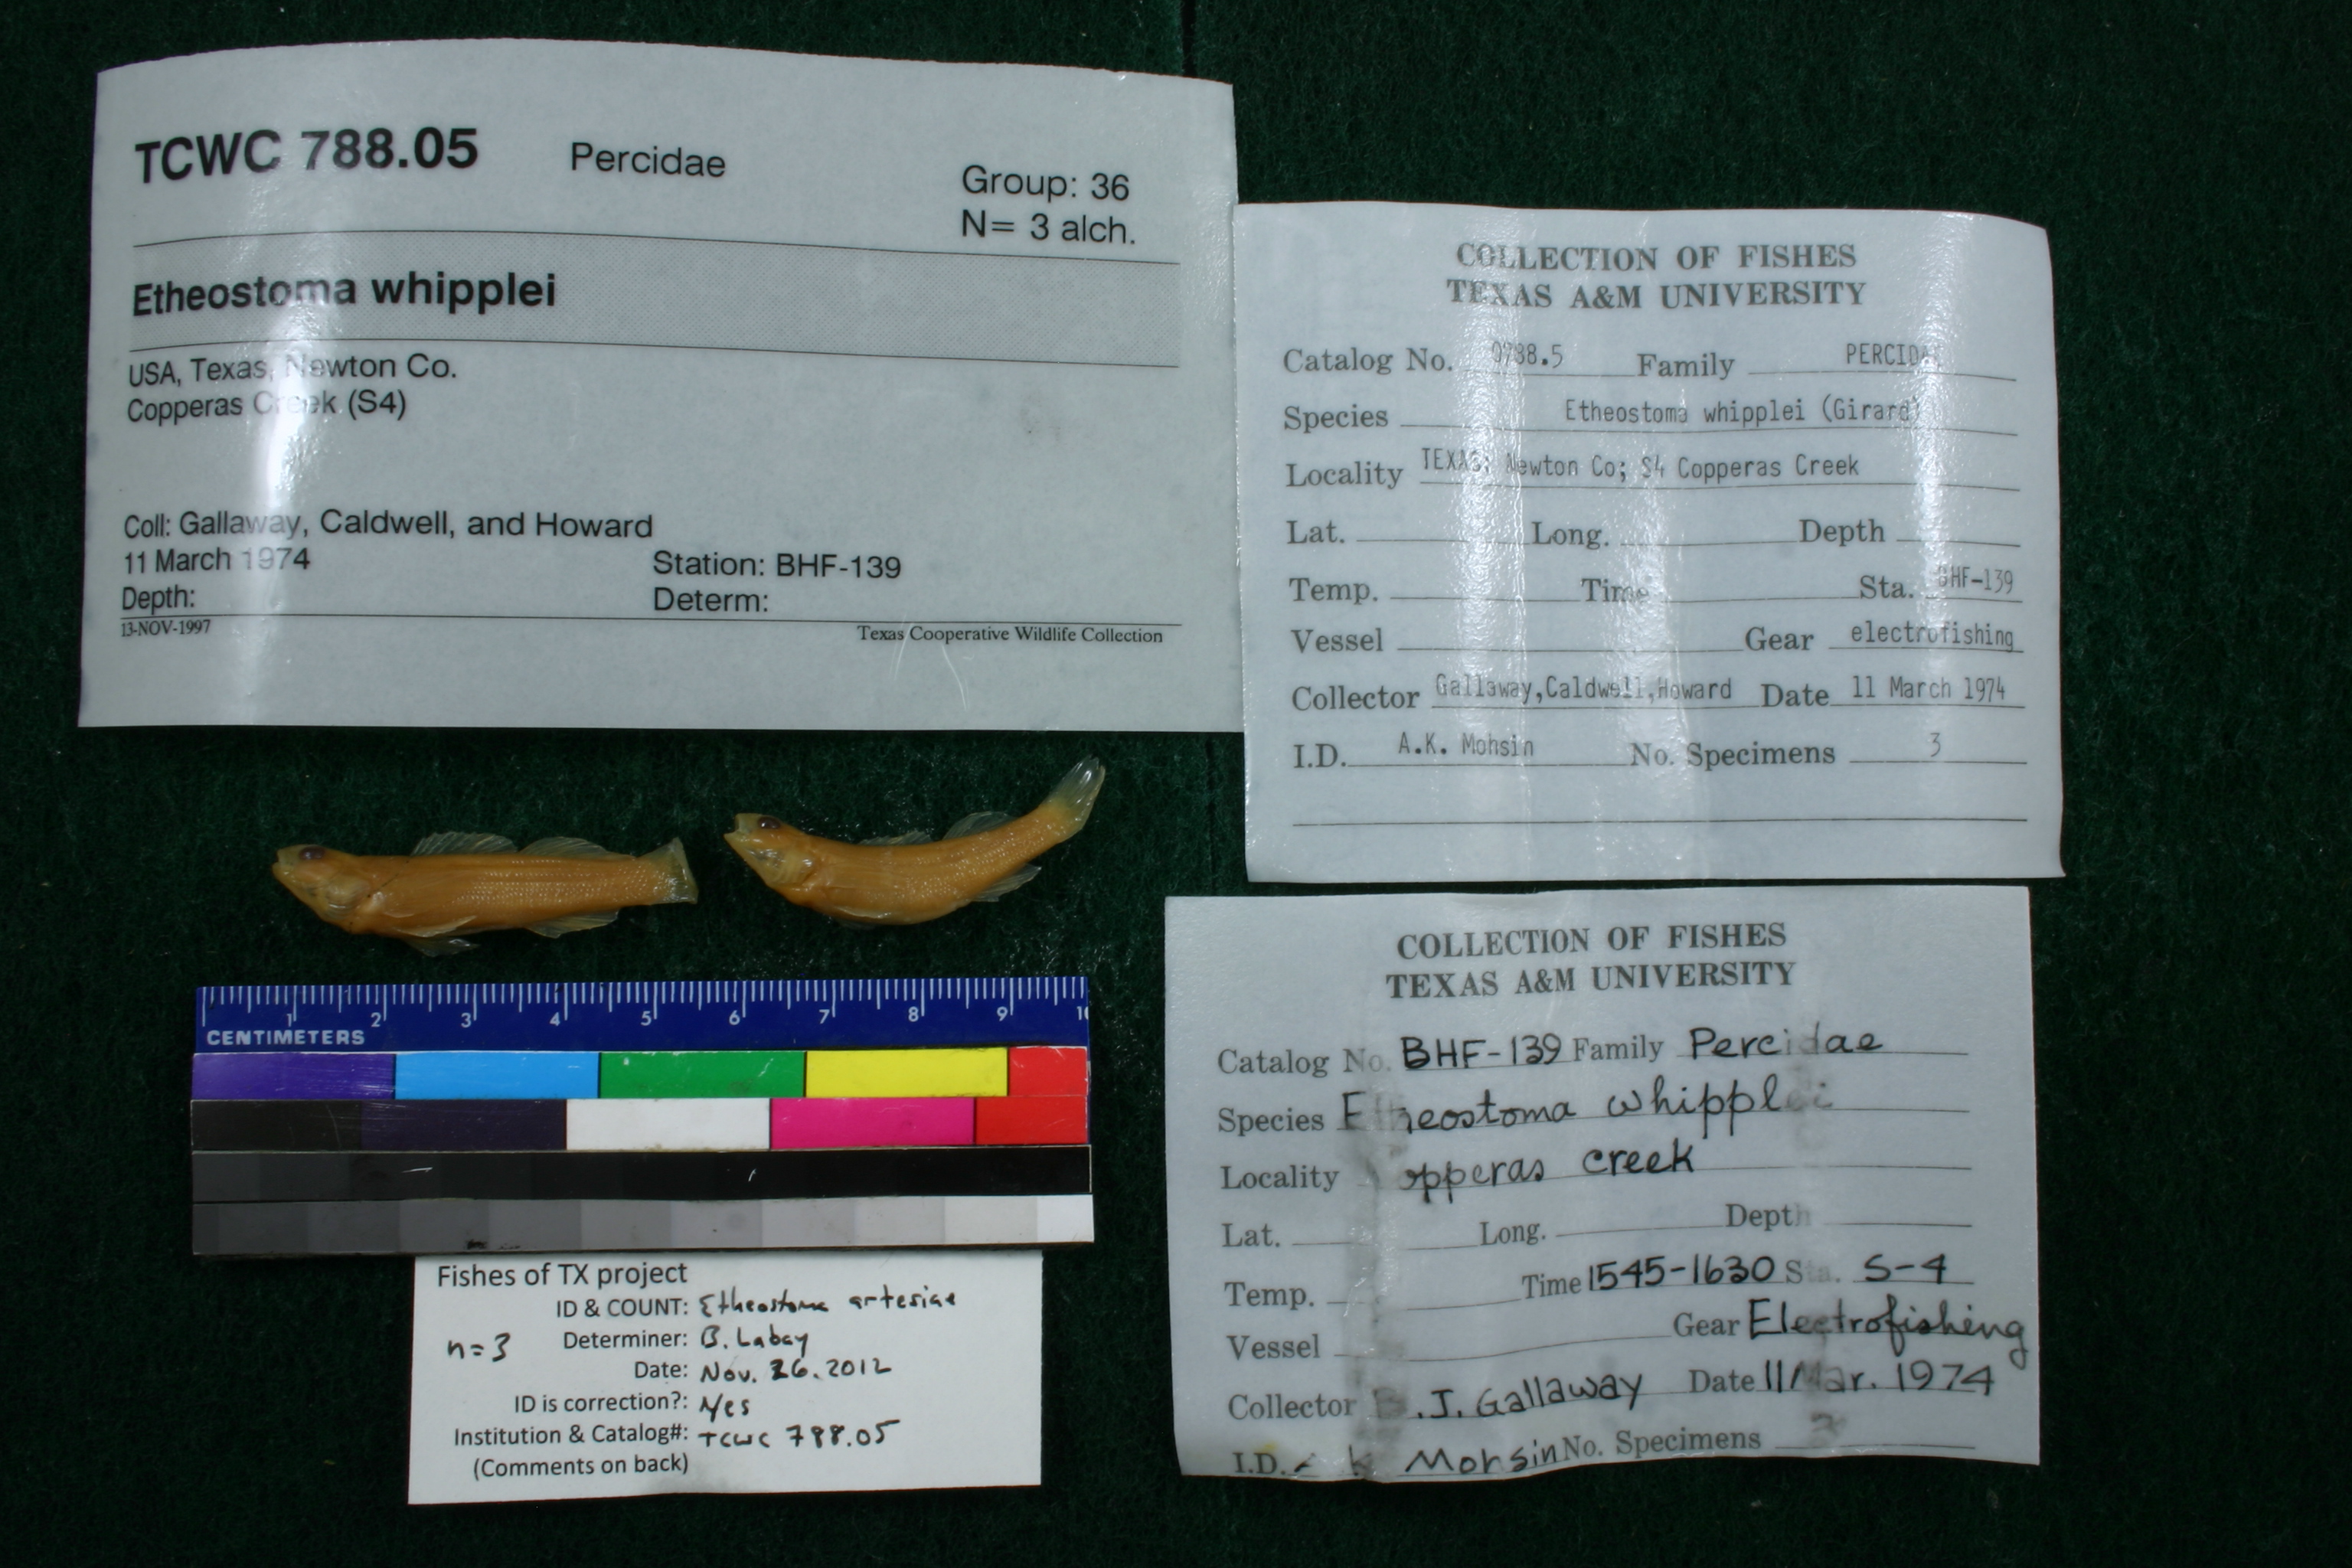 TCWC 788.05 Percidae Group: 36
N= 3 alch.
Etheostoma whipplei
USA, Texas, Newton Co.
Copperas Creek (S4)
Coll: Gallaway, Caldwell, and Howard
11 March 1974 Station: BHF-139
Depth: Determ:
13-NOV-1997 Texas Cooperative Wildlife Collection
COLLECTION OF FISHES
TEXAS A&M UNIVERSITY
Catalog No. 0788.5 Family PERCIDAE
Species Etheostoma whipplei (Girard)
Locality TEXAS; Newton Co; S4 Copperas Creek
Lat. Long. Depth
Temp. Time Sta. BHF-139
Vessel Gear electrofishing
Collector Gallaway,Caldwell,Howard Date 11 March 1974
I.D. A.K. Mohsin No. Specimens 3
1 2 3 4 5 6 7 8 9 10
CENTIMETERS
COLLECTION OF FISHES
TEXAS A&M UNIVERSITY
Catalog No. BHF-139 Family Percidae
Species Etheostoma whipplei
Locality Copperas creek
Lat. Long. Depth
Temp. Time 1545-1630 Sta. S-4
Vessel Gear Electrofishing
Collector B.J. Gallaway Date 11 Mar. 1974
I.D. A K Mohsin No. Specimens 3
Fishes of TX project
ID & COUNT: Etheostoma artesiae
n=3 Determiner: B. Labay
Date: Nov. 26. 2012
ID is correction?: Yes
Institution & Catalog#: TCWC 788.05
(Comments on back)